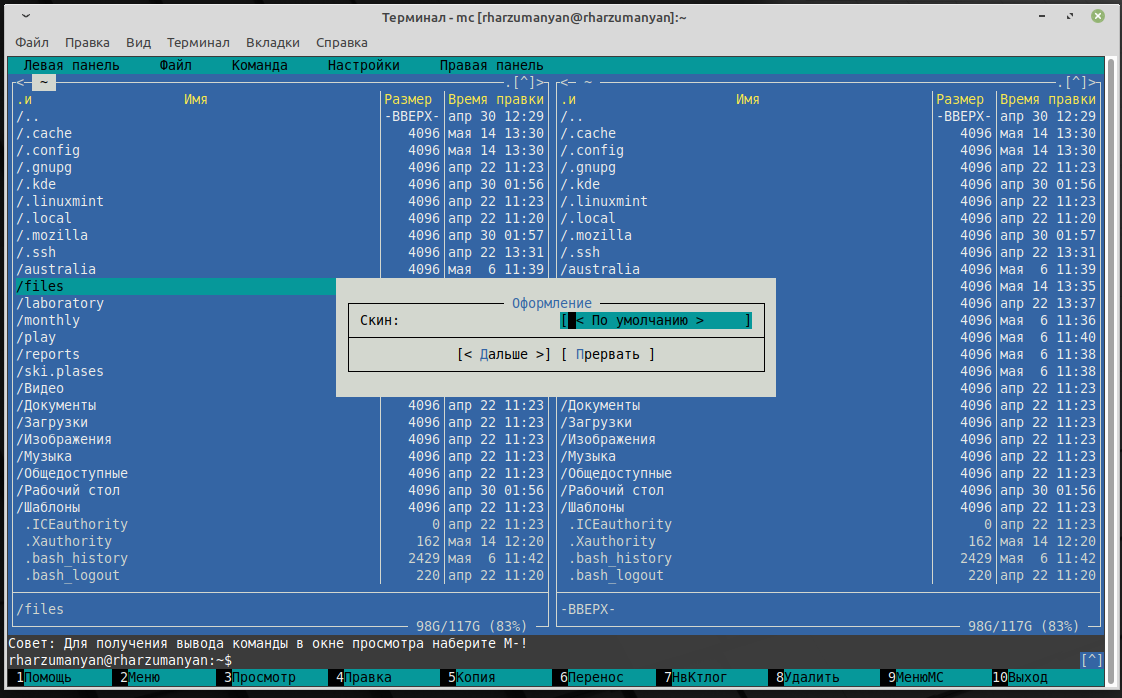 Терминал - mc [rharzumanyan@rharzumanyan]:~
Файл Правка Вид Терминал Вкладки Справка
Левая панель Файл Команда Настройки Правая панель
<─ ~ ─.[^]> <─ ~ ─.[^]>
.и Имя Размер Время правки .и Имя Размер Время правки
/.. -ВВЕРХ- апр 30 12:29 /.. -ВВЕРХ- апр 30 12:29
/.cache 4096 мая 14 13:30 /.cache 4096 мая 14 13:30
/.config 4096 мая 14 13:30 /.config 4096 мая 14 13:30
/.gnupg 4096 апр 22 11:23 /.gnupg 4096 апр 22 11:23
/.kde 4096 апр 30 01:56 /.kde 4096 апр 30 01:56
/.linuxmint 4096 апр 22 11:23 /.linuxmint 4096 апр 22 11:23
/.local 4096 апр 22 11:20 /.local 4096 апр 22 11:20
/.mozilla 4096 апр 30 01:57 /.mozilla 4096 апр 30 01:57
/.ssh 4096 апр 22 13:31 /.ssh 4096 апр 22 13:31
/australia 4096 мая 6 11:39 /australia 4096 мая 6 11:39
/files 4096 мая 14 13:35
/laboratory Оформление 4096 апр 22 13:37
/monthly Скин: [< По умолчанию > ] 4096 мая 6 11:36
/play 4096 мая 6 11:40
/reports [< Дальше >] [ Прервать ] 4096 мая 6 11:38
/ski.plases 4096 мая 6 11:38
/Видео 4096 апр 22 11:23
/Документы 4096 апр 22 11:23 /Документы 4096 апр 22 11:23
/Загрузки 4096 апр 22 11:23 /Загрузки 4096 апр 22 11:23
/Изображения 4096 апр 22 11:23 /Изображения 4096 апр 22 11:23
/Музыка 4096 апр 22 11:23 /Музыка 4096 апр 22 11:23
/Общедоступные 4096 апр 22 11:23 /Общедоступные 4096 апр 22 11:23
/Рабочий стол 4096 апр 30 01:56 /Рабочий стол 4096 апр 30 01:56
/Шаблоны 4096 апр 22 11:23 /Шаблоны 4096 апр 22 11:23
.ICEauthority 0 апр 22 11:23 .ICEauthority 0 апр 22 11:23
.Xauthority 162 мая 14 12:20 .Xauthority 162 мая 14 12:20
.bash_history 2429 мая 6 11:42 .bash_history 2429 мая 6 11:42
.bash_logout 220 апр 22 11:20 .bash_logout 220 апр 22 11:20
/files -ВВЕРХ-
98G/117G (83%) 98G/117G (83%)
Совет: Для получения вывода команды в окне просмотра наберите M-!
rharzumanyan@rharzumanyan:~$ [^]
1Помощь 2Меню 3Просмотр 4Правка 5Копия 6Перенос 7НвКтлог 8Удалить 9МенюMC 10Выход